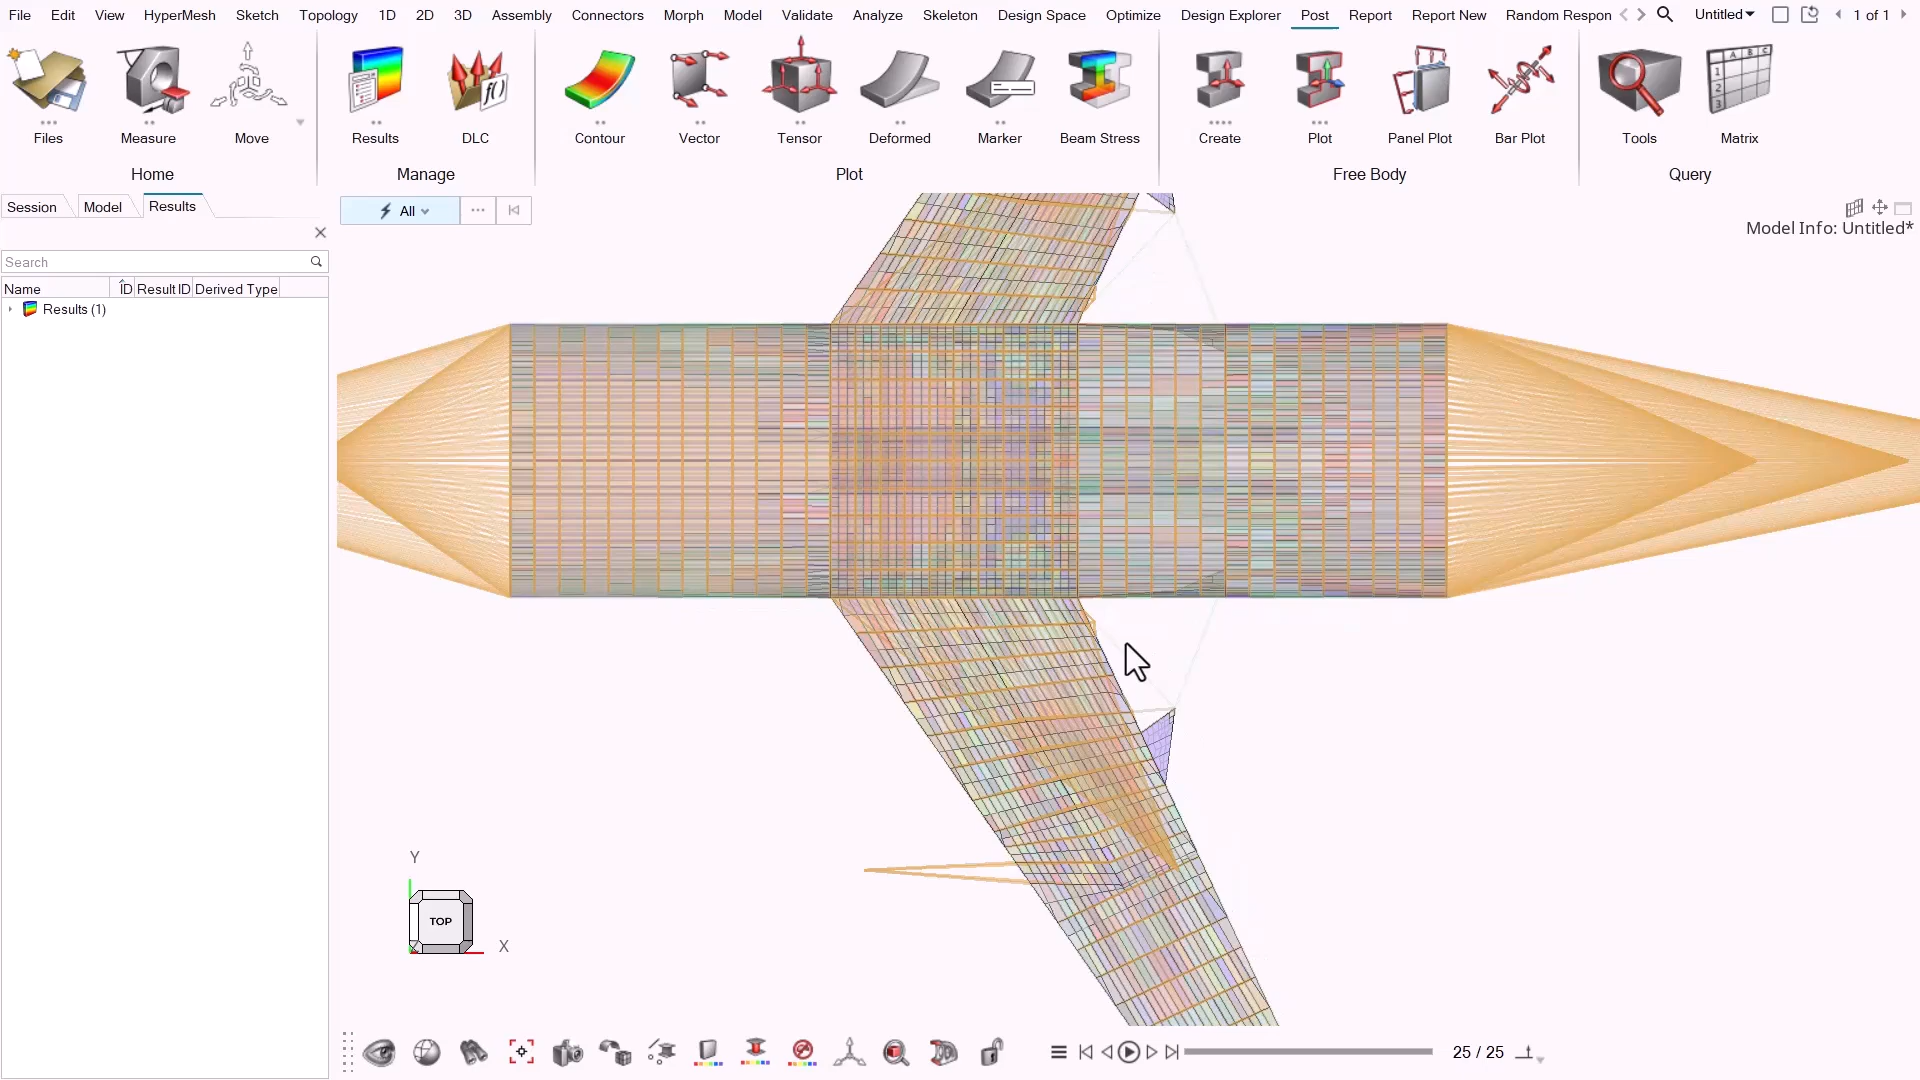 File Edit View HyperMesh Sketch Topology 1D 2D 3D Assembly Connectors Morph Model Validate Analyze Skeleton Design Space Optimize Design Explorer Post Report Report New Random Respon Untitled 1 of 1
Files Measure Move Results DLC Contour Vector Tensor Deformed Marker Beam Stress Create Plot Panel Plot Bar Plot Tools Matrix
Home Manage Plot Free Body Query
Session Model Results
All
Model Info: Untitled*
Search
Name ID Result ID Derived Type
Results (1)
Y
TOP
X
25 / 25